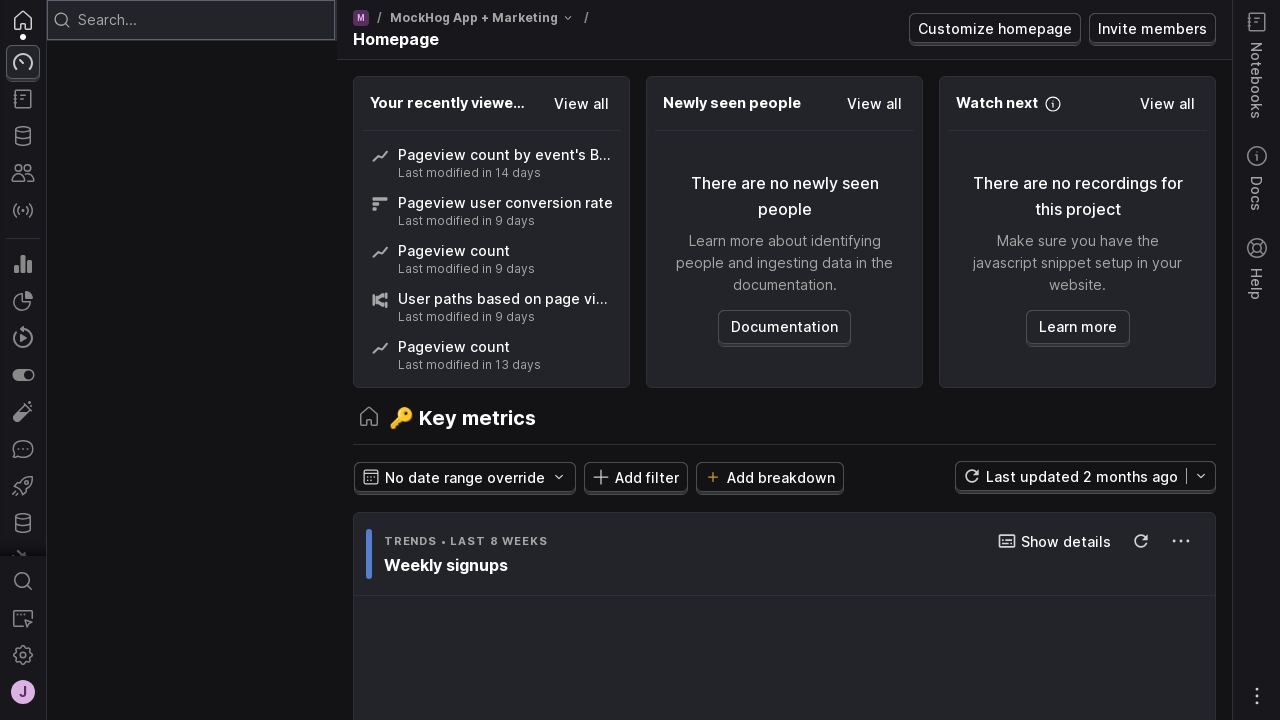 Search...
M / MockHog App + Marketing /
Homepage
Customize homepage
Invite members
Your recently viewe...
View all
Pageview count by event's B...
Last modified in 14 days
Pageview user conversion rate
Last modified in 9 days
Pageview count
Last modified in 9 days
User paths based on page vi...
Last modified in 9 days
Pageview count
Last modified in 13 days
Newly seen people
View all
There are no newly seen
people
Learn more about identifying
people and ingesting data in the
documentation.
Documentation
Watch next
View all
There are no recordings for
this project
Make sure you have the
javascript snippet setup in your
website.
Learn more
🔑 Key metrics
No date range override
Add filter
Add breakdown
Last updated 2 months ago
TRENDS • LAST 8 WEEKS
Weekly signups
Show details
Notebooks
Docs
Help
J